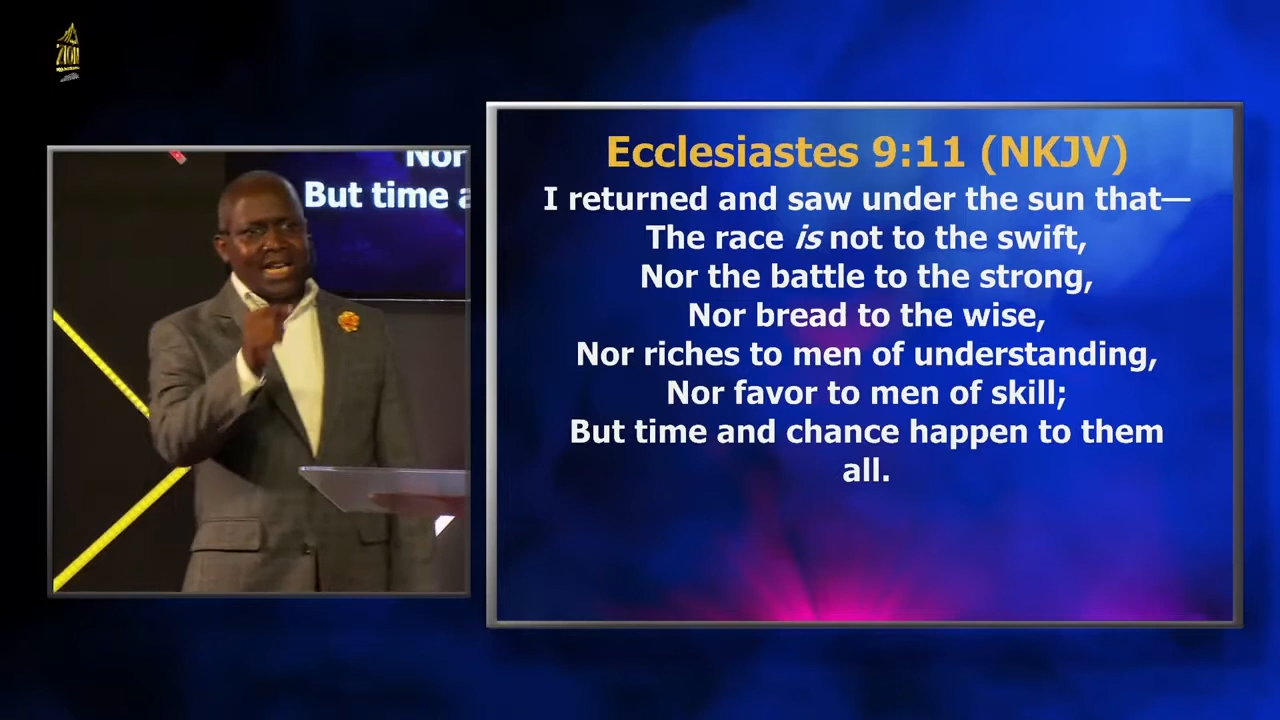 ZION
Nor
But time a
Ecclesiastes 9:11 (NKJV)
I returned and saw under the sun that—
The race is not to the swift,
Nor the battle to the strong,
Nor bread to the wise,
Nor riches to men of understanding,
Nor favor to men of skill;
But time and chance happen to them
all.